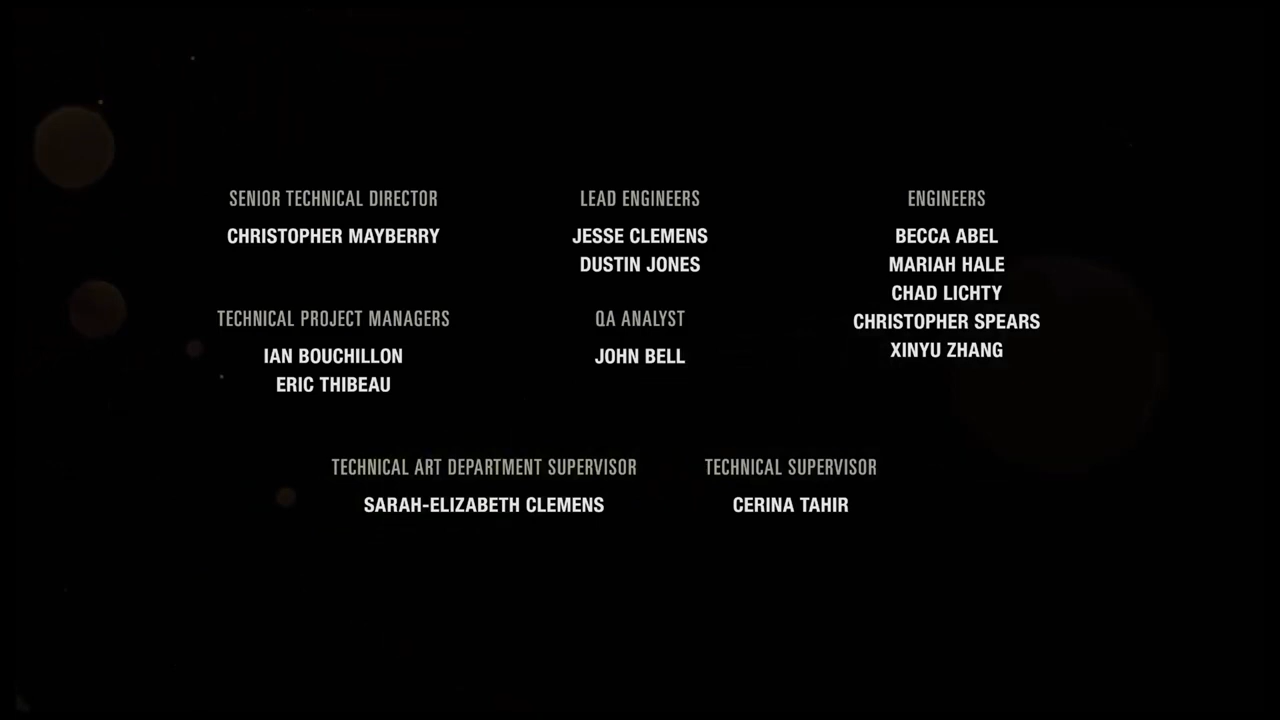 SENIOR TECHNICAL DIRECTOR
CHRISTOPHER MAYBERRY
LEAD ENGINEERS
JESSE CLEMENS
DUSTIN JONES
ENGINEERS
BECCA ABEL
MARIAH HALE
CHAD LICHTY
CHRISTOPHER SPEARS
XINYU ZHANG
TECHNICAL PROJECT MANAGERS
IAN BOUCHILLON
ERIC THIBEAU
QA ANALYST
JOHN BELL
TECHNICAL ART DEPARTMENT SUPERVISOR
SARAH-ELIZABETH CLEMENS
TECHNICAL SUPERVISOR
CERINA TAHIR